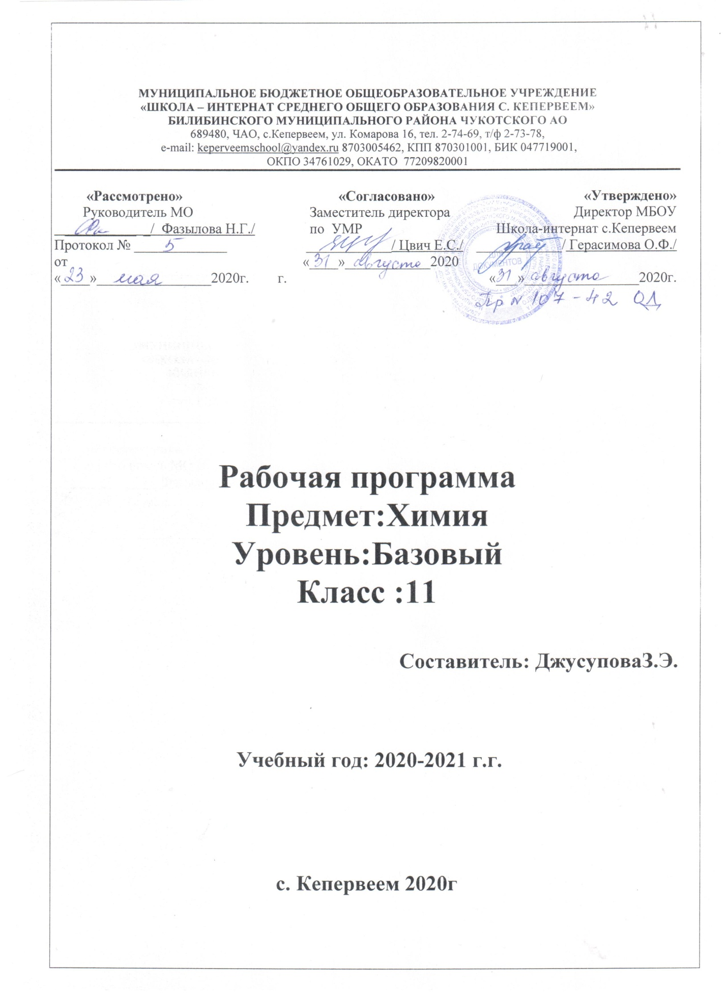 МУНИЦИПАЛЬНОЕ БЮДЖЕТНОЕ ОБЩЕОБРАЗОВАТЕЛЬНОЕ УЧРЕЖДЕНИЕ
«ШКОЛА – ИНТЕРНАТ СРЕДНЕГО ОБЩЕГО ОБРАЗОВАНИЯ С. КЕПЕРВЕЕМ»
БИЛИБИНСКОГО МУНИЦИПАЛЬНОГО РАЙОНА ЧУКОТСКОГО АО
689480, ЧАО, с.Кепервеем, ул. Комарова 16, тел. 2-74-69, т/ф 2-73-78,
e-mail: keperveemschool@yandex.ru 8703005462, КПП 870301001, БИК 047719001,
ОКПО 34761029, ОКАТО 77209820001
«Рассмотрено»
Руководитель МО
/ Фазылова Н.Г./
Протокол № 5
от
«23» мая 2020г.
«Согласовано»
Заместитель директора
по УМР
/ Цвич Е.С./
«31» августа 2020
г.
«Утверждено»
Директор МБОУ
Школа-интернат с.Кепервеем
/ Герасимова О.Ф./
«31» августа 2020г.
Пр № 107-42 ОД
ДЛЯ
ДОКУМЕНТОВ
Рабочая программа
Предмет:Химия
Уровень:Базовый
Класс :11
Составитель: ДжусуповаЗ.Э.
Учебный год: 2020-2021 г.г.
с. Кепервеем 2020г